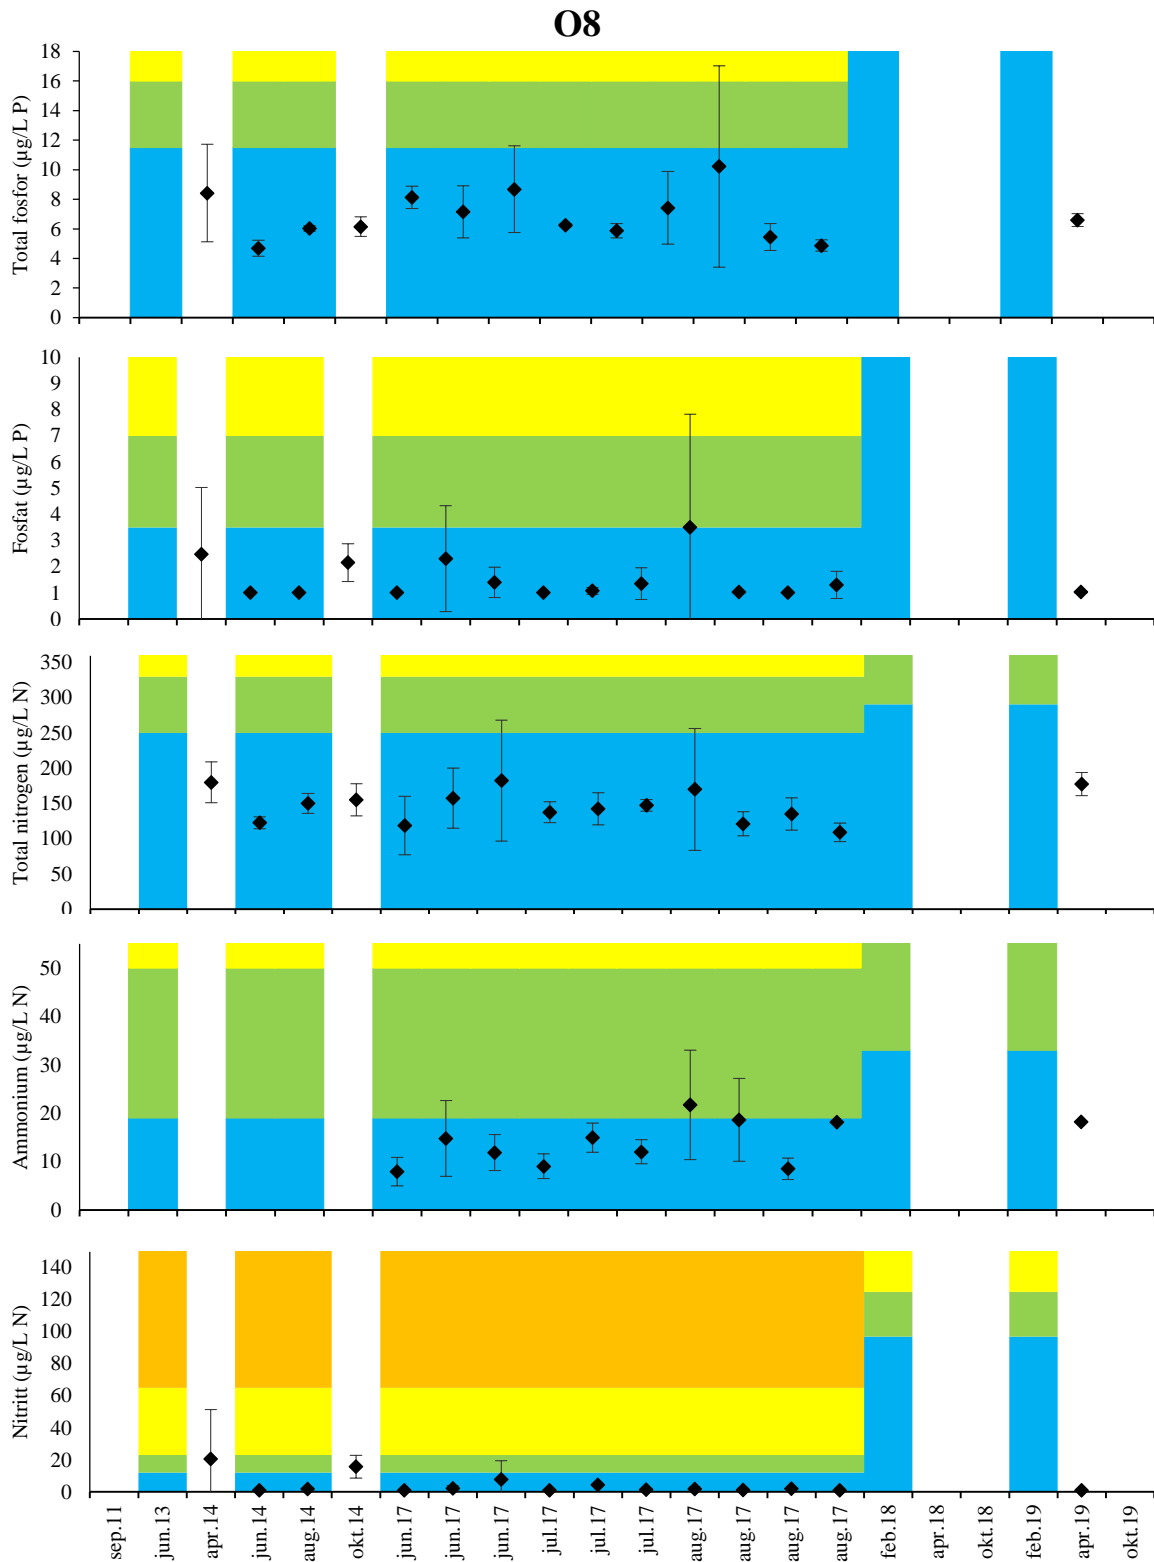 O8
Total fosfor (µg/L P)
18
16
14
12
10
8
6
4
2
0
Fosfat (µg/L P)
10
9
8
7
6
5
4
3
2
1
0
Total nitrogen (µg/L N)
350
300
250
200
150
100
50
0
Ammonium (µg/L N)
50
40
30
20
10
0
Nitritt (µg/L N)
140
120
100
80
60
40
20
0
sep.11
jun.13
apr.14
jun.14
aug.14
okt.14
jun.17
jun.17
jun.17
jul.17
jul.17
jul.17
aug.17
aug.17
aug.17
aug.17
feb.18
apr.18
okt.18
feb.19
apr.19
okt.19